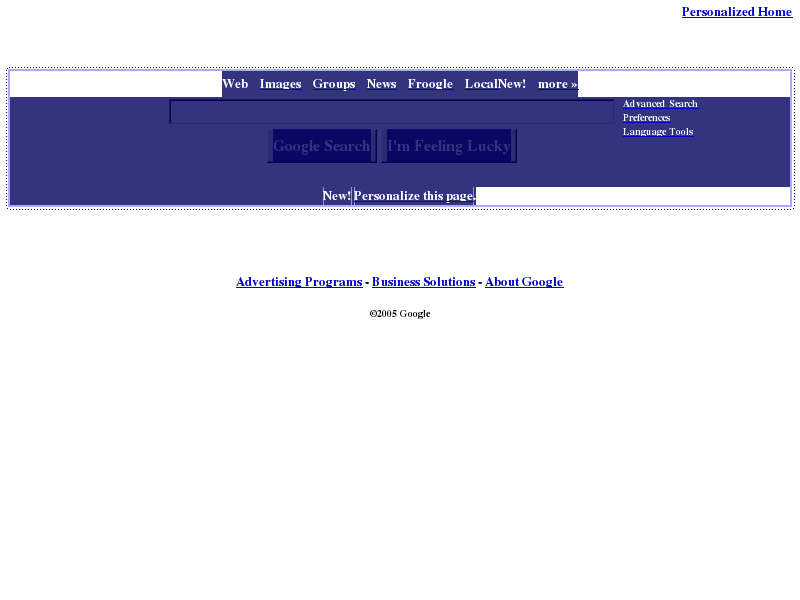 Personalized Home
Web Images Groups News Froogle LocalNew! more »
Advanced Search
Preferences
Language Tools
Google Search I'm Feeling Lucky
New! Personalize this page.
Advertising Programs - Business Solutions - About Google
©2005 Google